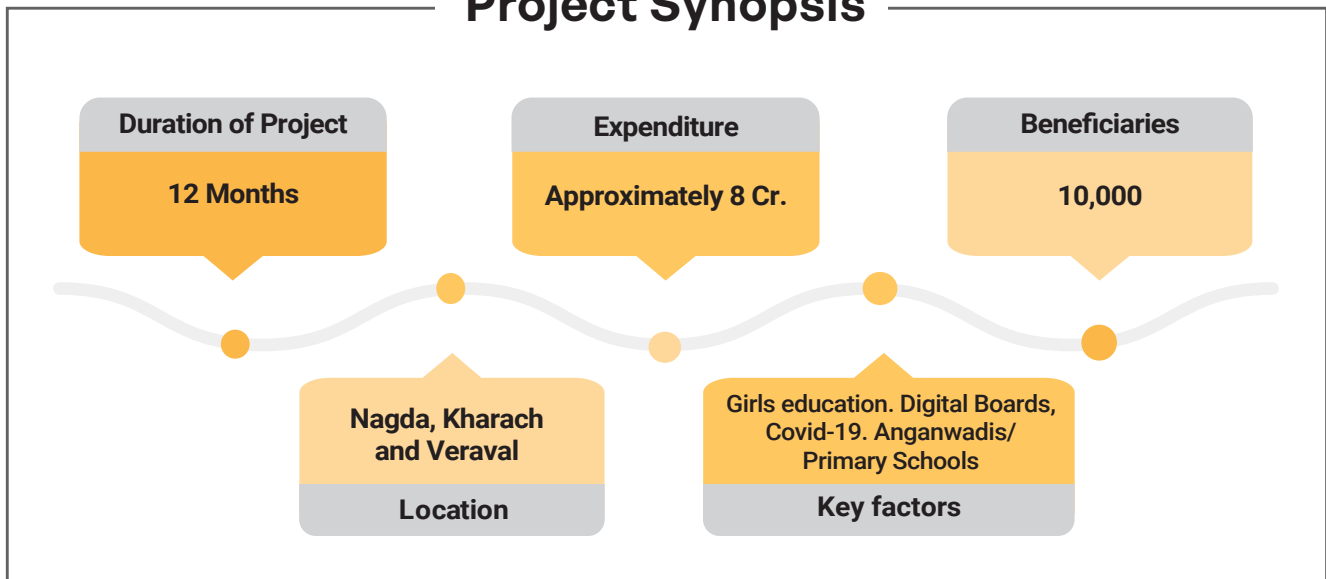 Project Synopsis
Duration of Project
12 Months
Nagda, Kharach
and Veraval
Location
Expenditure
Approximately 8 Cr.
Girls education. Digital Boards,
Covid-19. Anganwadis/
Primary Schools
Key factors
Beneficiaries
10,000